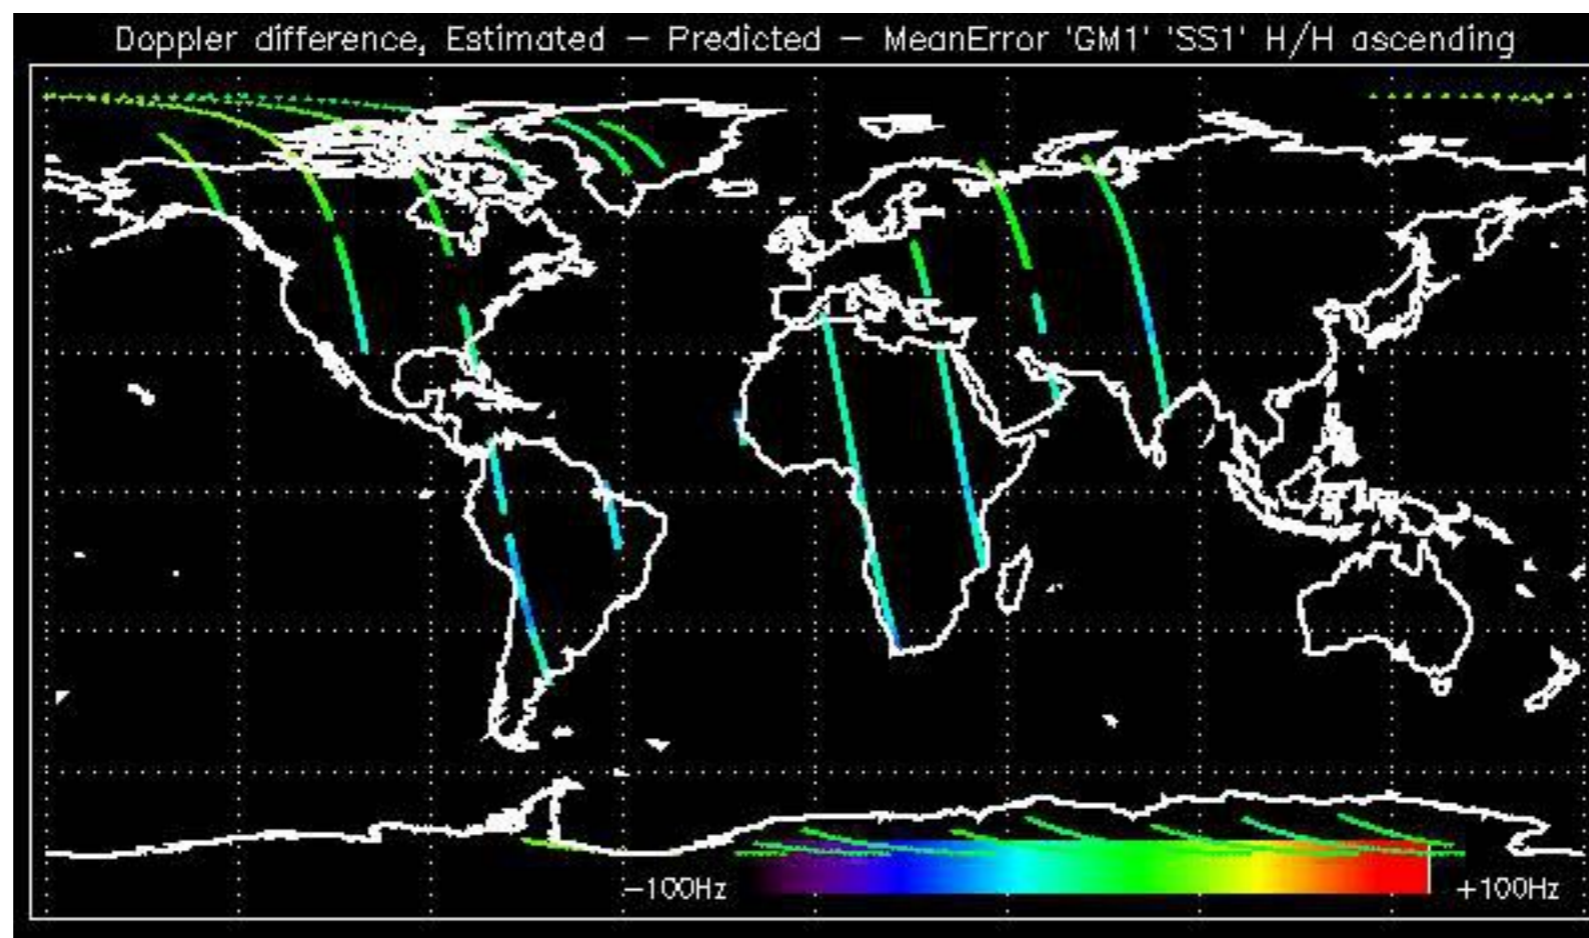 Doppler difference, Estimated — Predicted — MeanError 'GM1' 'SS1' H/H ascending
−100Hz +100Hz